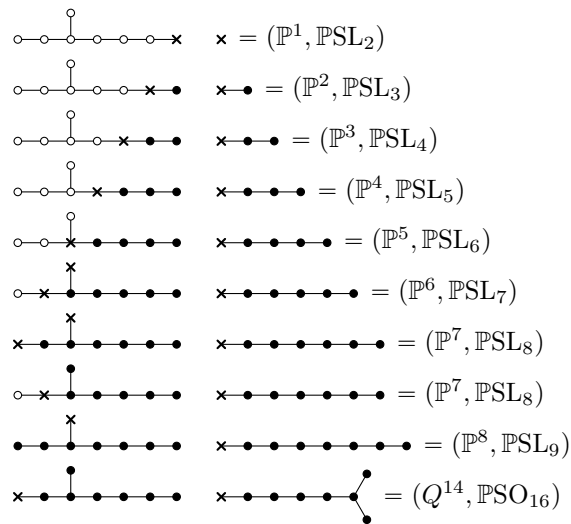 = (ℙ¹, ℙSL₂)
= (ℙ², ℙSL₃)
= (ℙ³, ℙSL₄)
= (ℙ⁴, ℙSL₅)
= (ℙ⁵, ℙSL₆)
= (ℙ⁶, ℙSL₇)
= (ℙ⁷, ℙSL₈)
= (ℙ⁷, ℙSL₈)
= (ℙ⁸, ℙSL₉)
= (Q¹⁴, ℙSO₁₆)